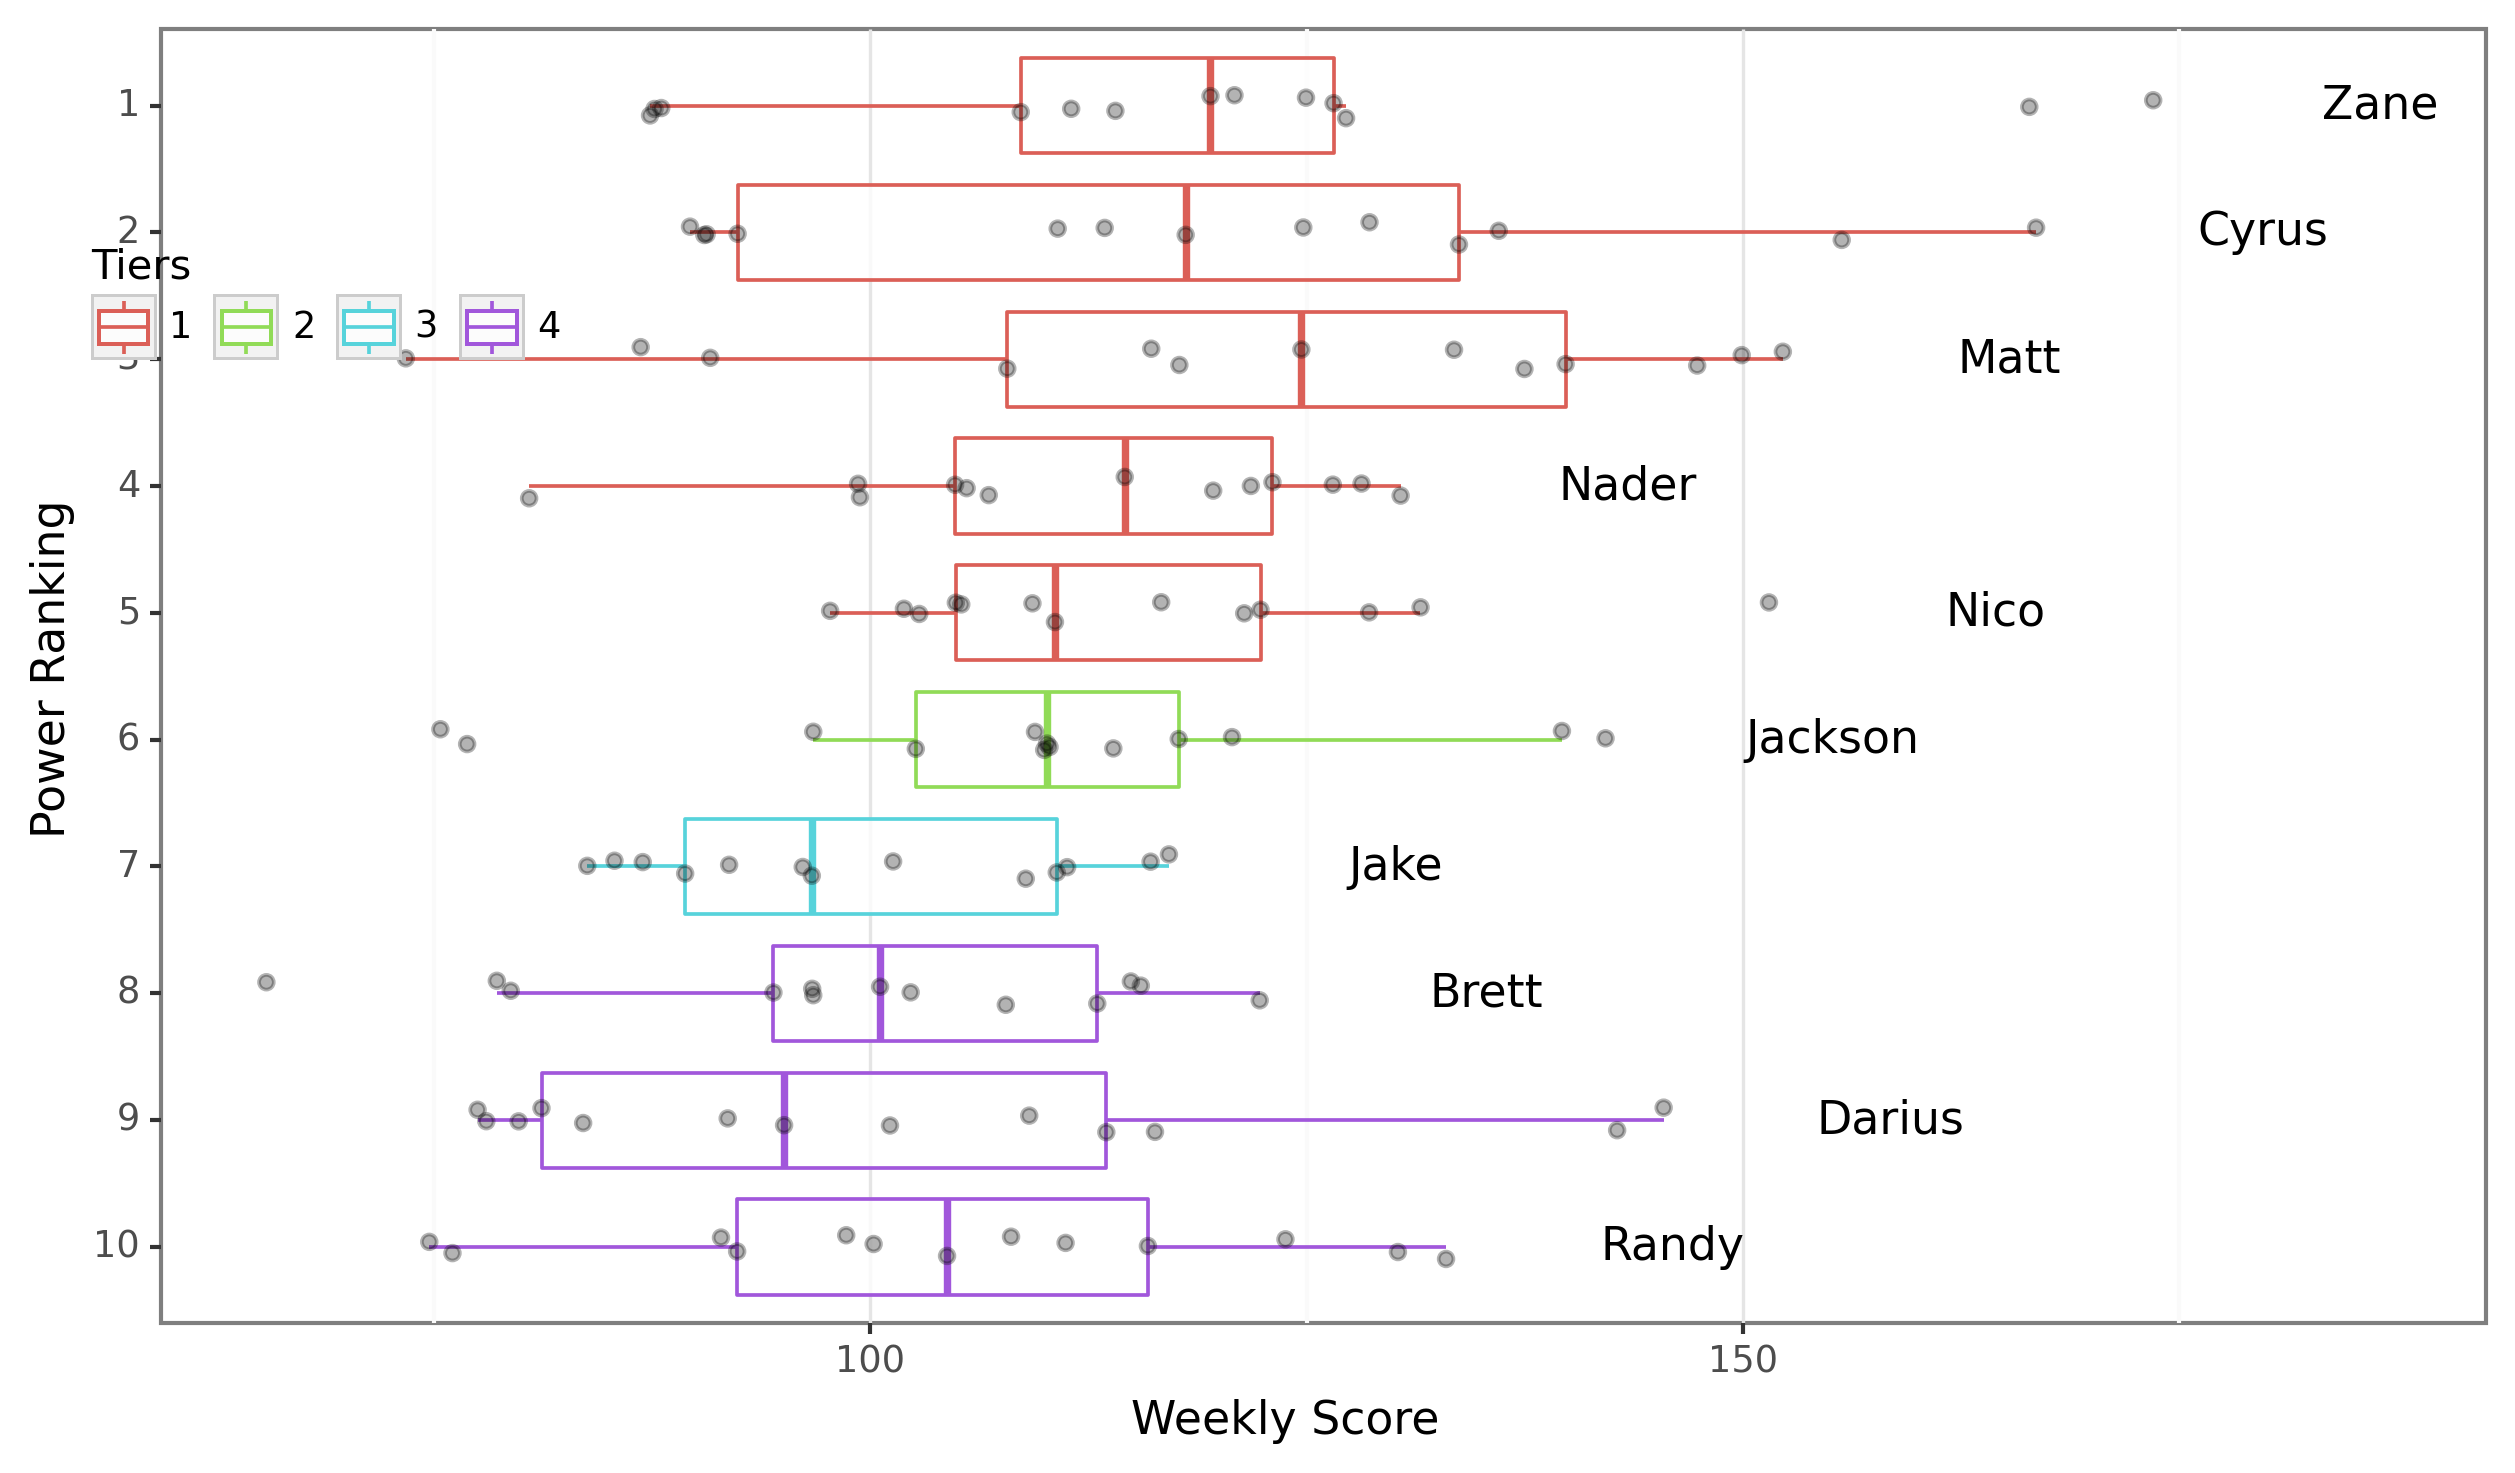 1 Zane
2 Cyrus
Tiers
1 2 3 4
3 Matt
4 Nader
5 Nico
Power Ranking
6 Jackson
7 Jake
8 Brett
9 Darius
10 Randy
100 150
Weekly Score